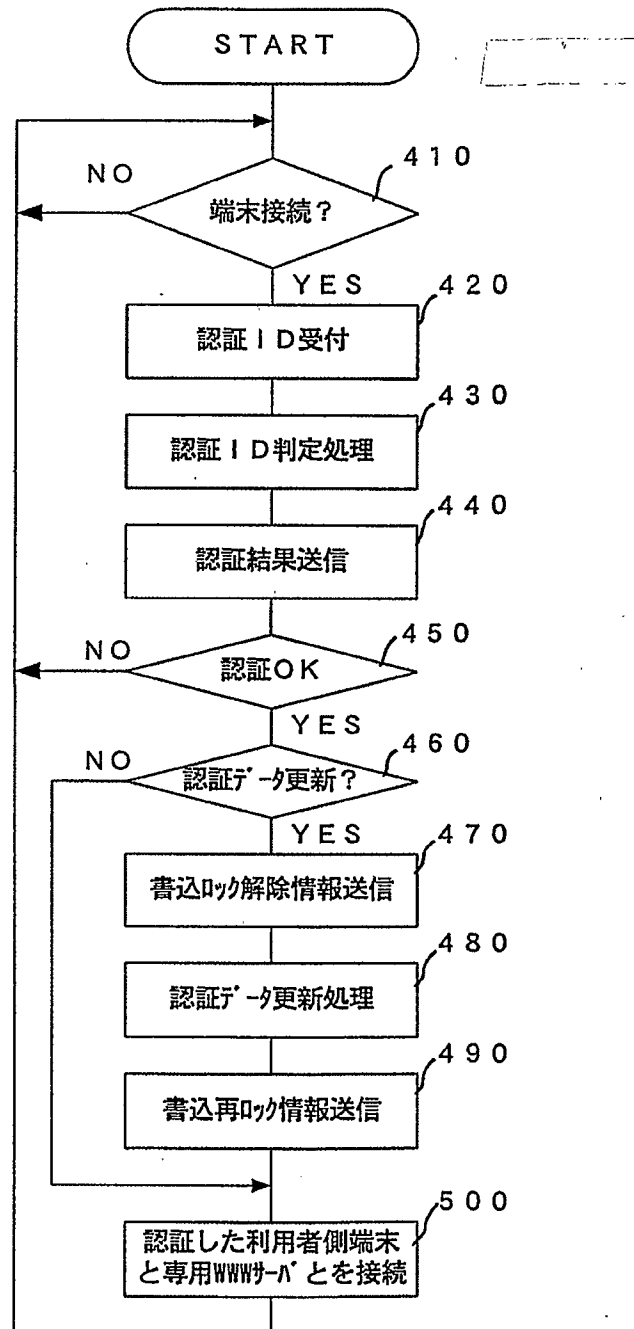 ＳＴＡＲＴ
４１０
ＮＯ
端末接続？
ＹＥＳ
４２０
認証ＩＤ受付
４３０
認証ＩＤ判定処理
４４０
認証結果送信
４５０
ＮＯ
認証ＯＫ
ＹＥＳ
４６０
ＮＯ
認証ﾃﾞｰﾀ更新？
ＹＥＳ
４７０
書込ﾛｯｸ解除情報送信
４８０
認証ﾃﾞｰﾀ更新処理
４９０
書込再ﾛｯｸ情報送信
５００
認証した利用者側端末
と専用WWWｻｰﾊﾞとを接続